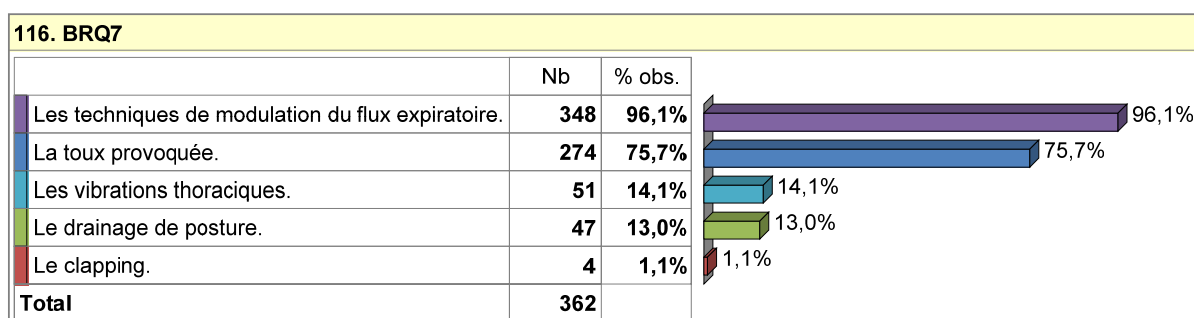 116. BRQ7
Nb % obs.
Les techniques de modulation du flux expiratoire. 348 96,1% 96,1%
La toux provoquée. 274 75,7% 75,7%
Les vibrations thoraciques. 51 14,1% 14,1%
Le drainage de posture. 47 13,0% 13,0%
Le clapping. 4 1,1% 1,1%
Total 362